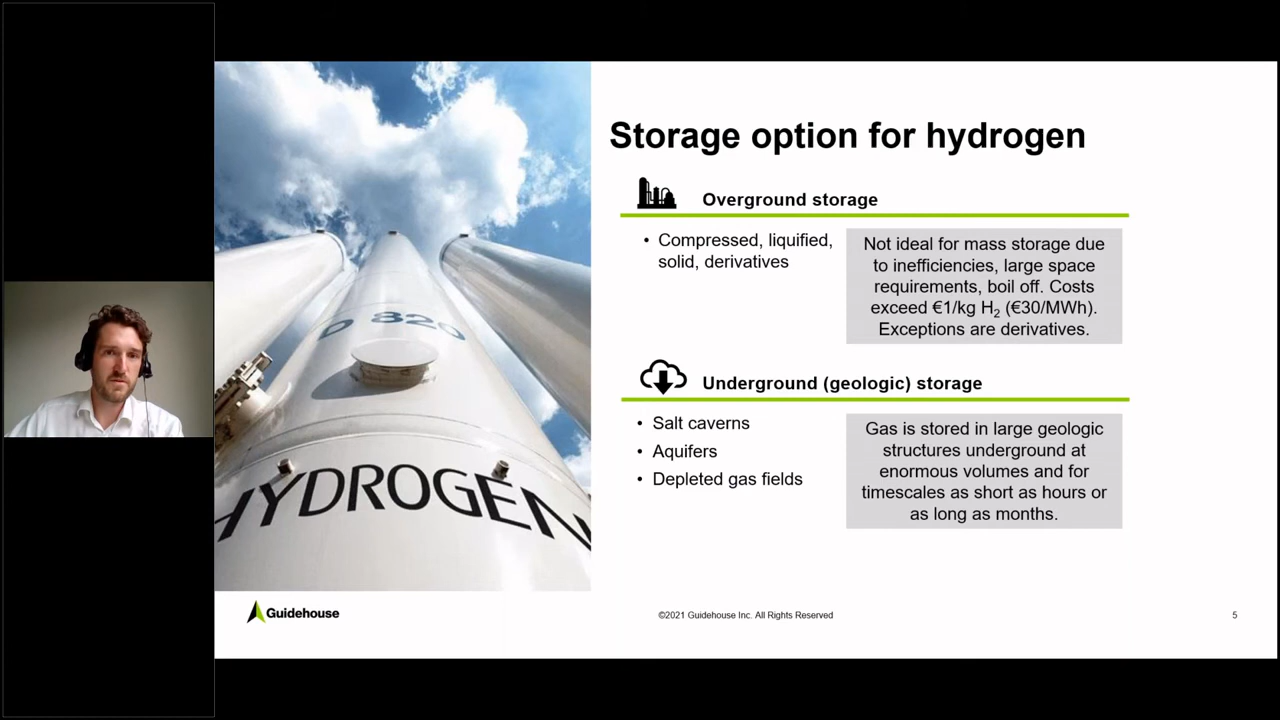 Storage option for hydrogen
Overground storage
• Compressed, liquified,
solid, derivatives
Not ideal for mass storage due
to inefficiencies, large space
requirements, boil off. Costs
exceed €1/kg H₂ (€30/MWh).
Exceptions are derivatives.
Underground (geologic) storage
• Salt caverns
• Aquifers
• Depleted gas fields
Gas is stored in large geologic
structures underground at
enormous volumes and for
timescales as short as hours or
as long as months.
D 820
HYDROGEN
Guidehouse
©2021 Guidehouse Inc. All Rights Reserved
5